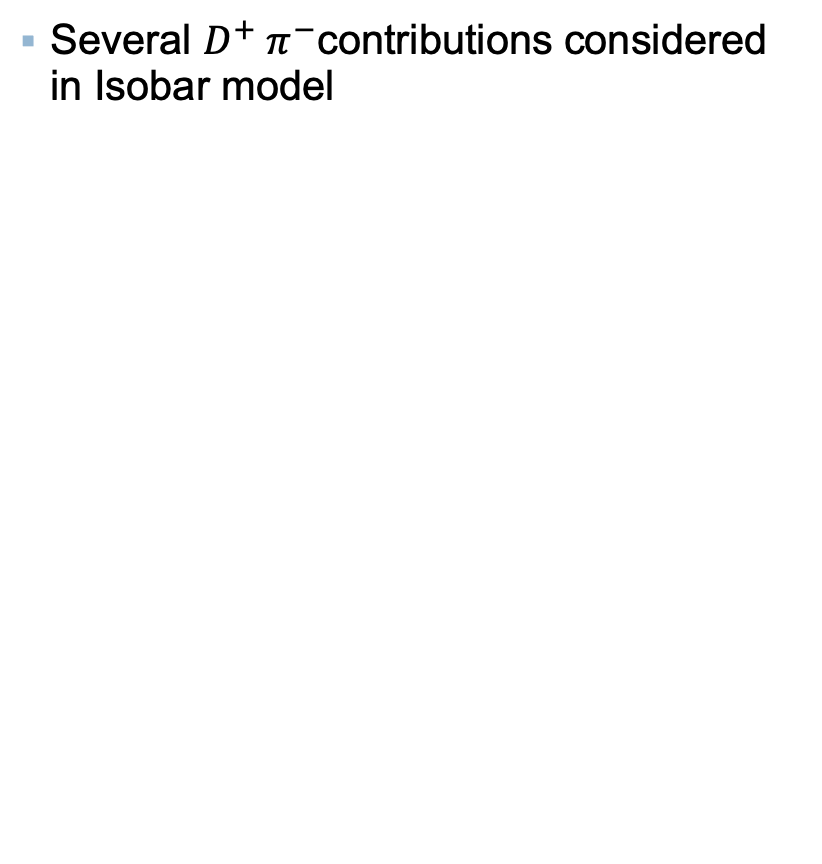 ▪ Several D⁺ π⁻contributions considered
in Isobar model